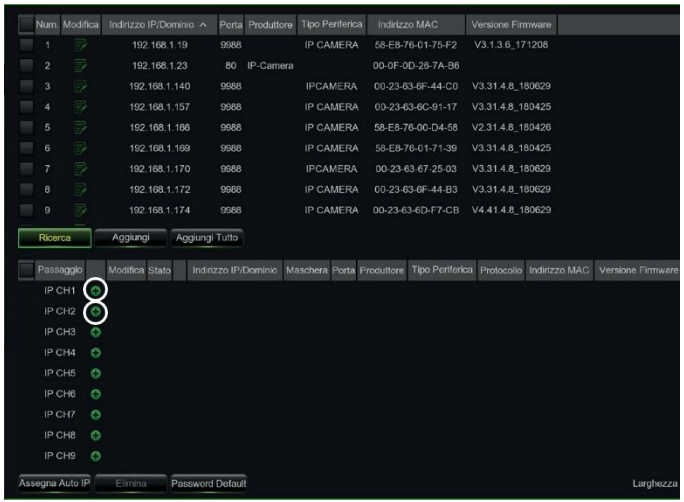 Num. Modifica Indirizzo IP/Dominio Porta Produttore Tipo Periferica Indirizzo MAC Versione Firmware
1 192.168.1.19 9988 IP CAMERA 58-E8-76-01-75-F2 V3.1.3.6_171208
2 192.168.1.23 80 IP-Camera 00-0F-0D-26-7A-B6
3 192.168.1.140 9988 IPCAMERA 00-23-63-6F-44-C0 V3.31.4.8_180629
4 192.168.1.157 9988 IP CAMERA 00-23-63-6C-91-17 V3.31.4.8_180425
5 192.168.1.166 9988 IP CAMERA 58-E8-76-00-D4-58 V2.31.4.8_180426
6 192.168.1.169 9988 IP CAMERA 58-E8-76-01-71-39 V3.31.4.8_180425
7 192.168.1.170 9988 IPCAMERA 00-23-63-67-25-03 V3.31.4.8_180629
8 192.168.1.172 9988 IP CAMERA 00-23-63-6F-44-B3 V3.31.4.8_180629
9 192.168.1.174 9988 IP CAMERA 00-23-63-6D-F7-CB V4.41.4.8_180629
Ricerca Aggiungi Aggiungi Tutto
Passaggio Modifica Stato Indirizzo IP/Dominio Maschera Porta Produttore Tipo Periferica Protocollo Indirizzo MAC Versione Firmware
IP CH1
IP CH2
IP CH3
IP CH4
IP CH5
IP CH6
IP CH7
IP CH8
IP CH9
Assegna Auto IP Elimina Password Default Larghezza